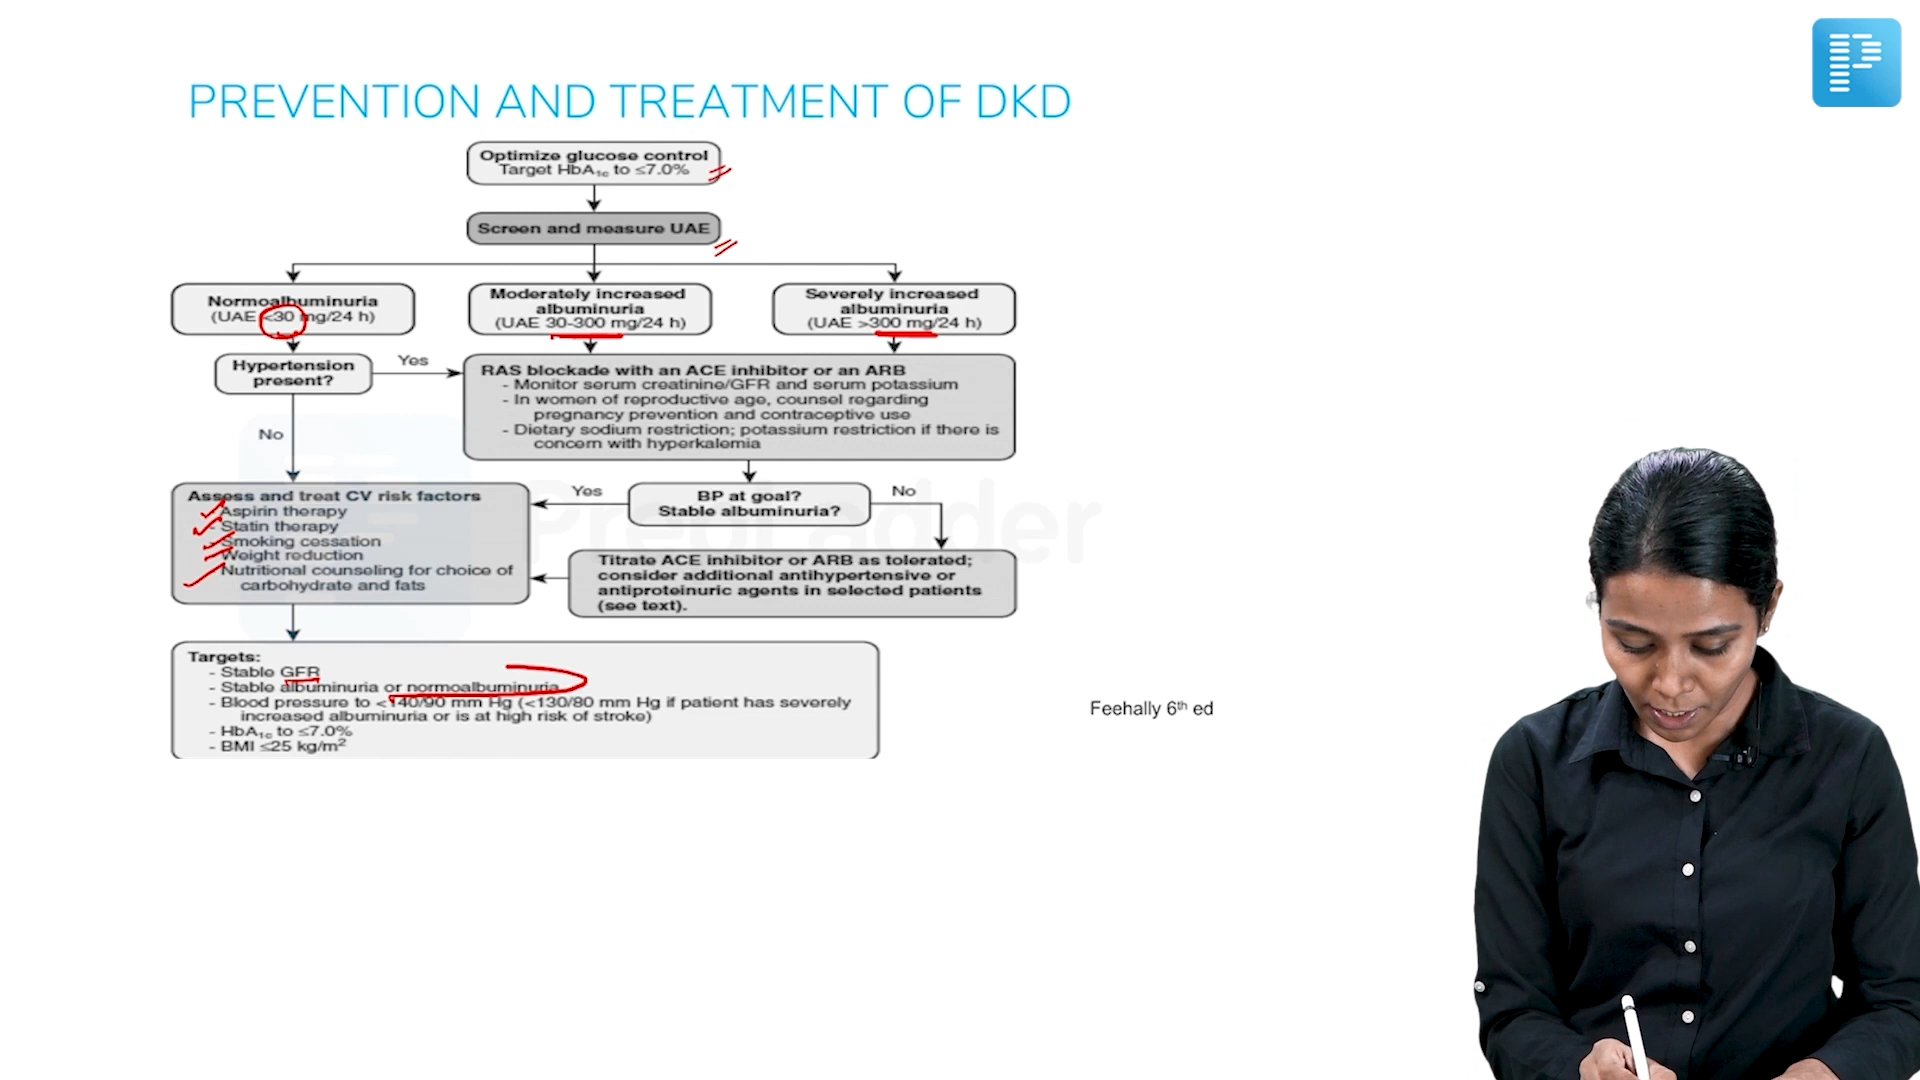 PREVENTION AND TREATMENT OF DKD
Optimize glucose control
Target HbA1c to ≤7.0%
Screen and measure UAE
Normoalbuminuria
(UAE <30 mg/24 h)
Moderately increased
albuminuria
(UAE 30-300 mg/24 h)
Severely increased
albuminuria
(UAE >300 mg/24 h)
Hypertension
present?
Yes
No
RAS blockade with an ACE inhibitor or an ARB
- Monitor serum creatinine/GFR and serum potassium
- In women of reproductive age, counsel regarding
pregnancy prevention and contraceptive use
- Dietary sodium restriction; potassium restriction if there is
concern with hyperkalemia
BP at goal?
Stable albuminuria?
Yes
No
Assess and treat CV risk factors
- Aspirin therapy
- Statin therapy
- Smoking cessation
- Weight reduction
- Nutritional counseling for choice of
carbohydrate and fats
Titrate ACE inhibitor or ARB as tolerated;
consider additional antihypertensive or
antiproteinuric agents in selected patients
(see text).
Targets:
- Stable GFR
- Stable albuminuria or normoalbuminuria
- Blood pressure to <140/90 mm Hg (<130/80 mm Hg if patient has severely
increased albuminuria or is at high risk of stroke)
- HbA1c to ≤7.0%
- BMI ≤25 kg/m2
Feehally 6th ed
PrepLadder